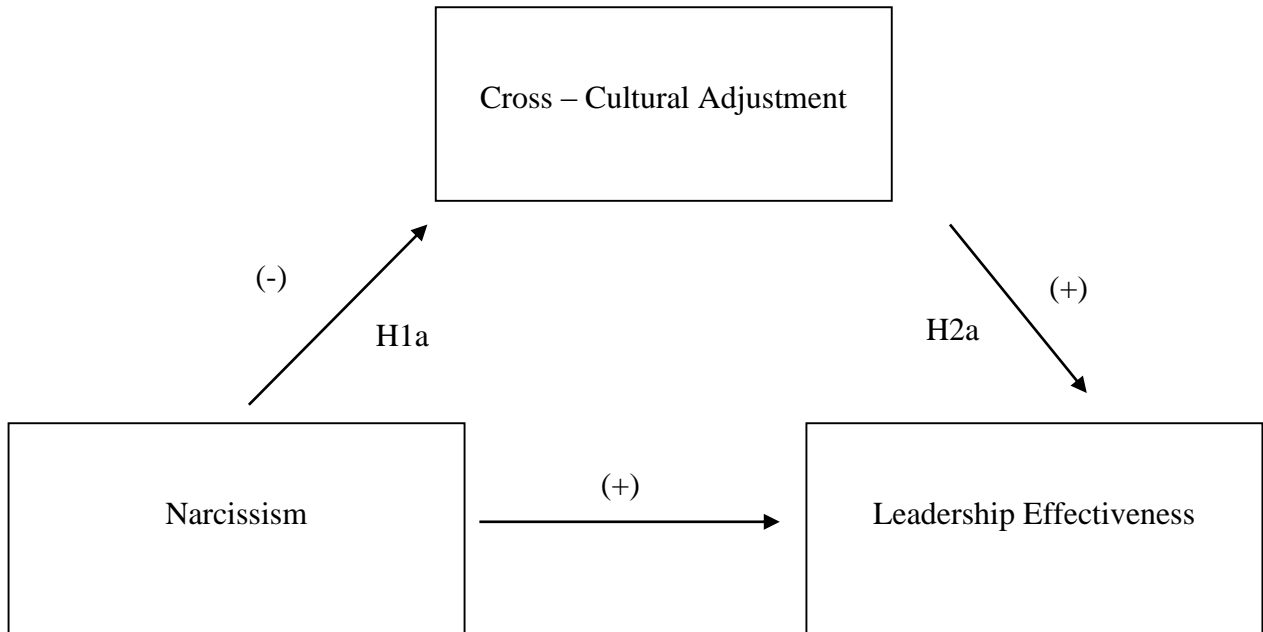 Cross – Cultural Adjustment
(-)
(+)
H1a
H2a
(+)
Narcissism
Leadership Effectiveness